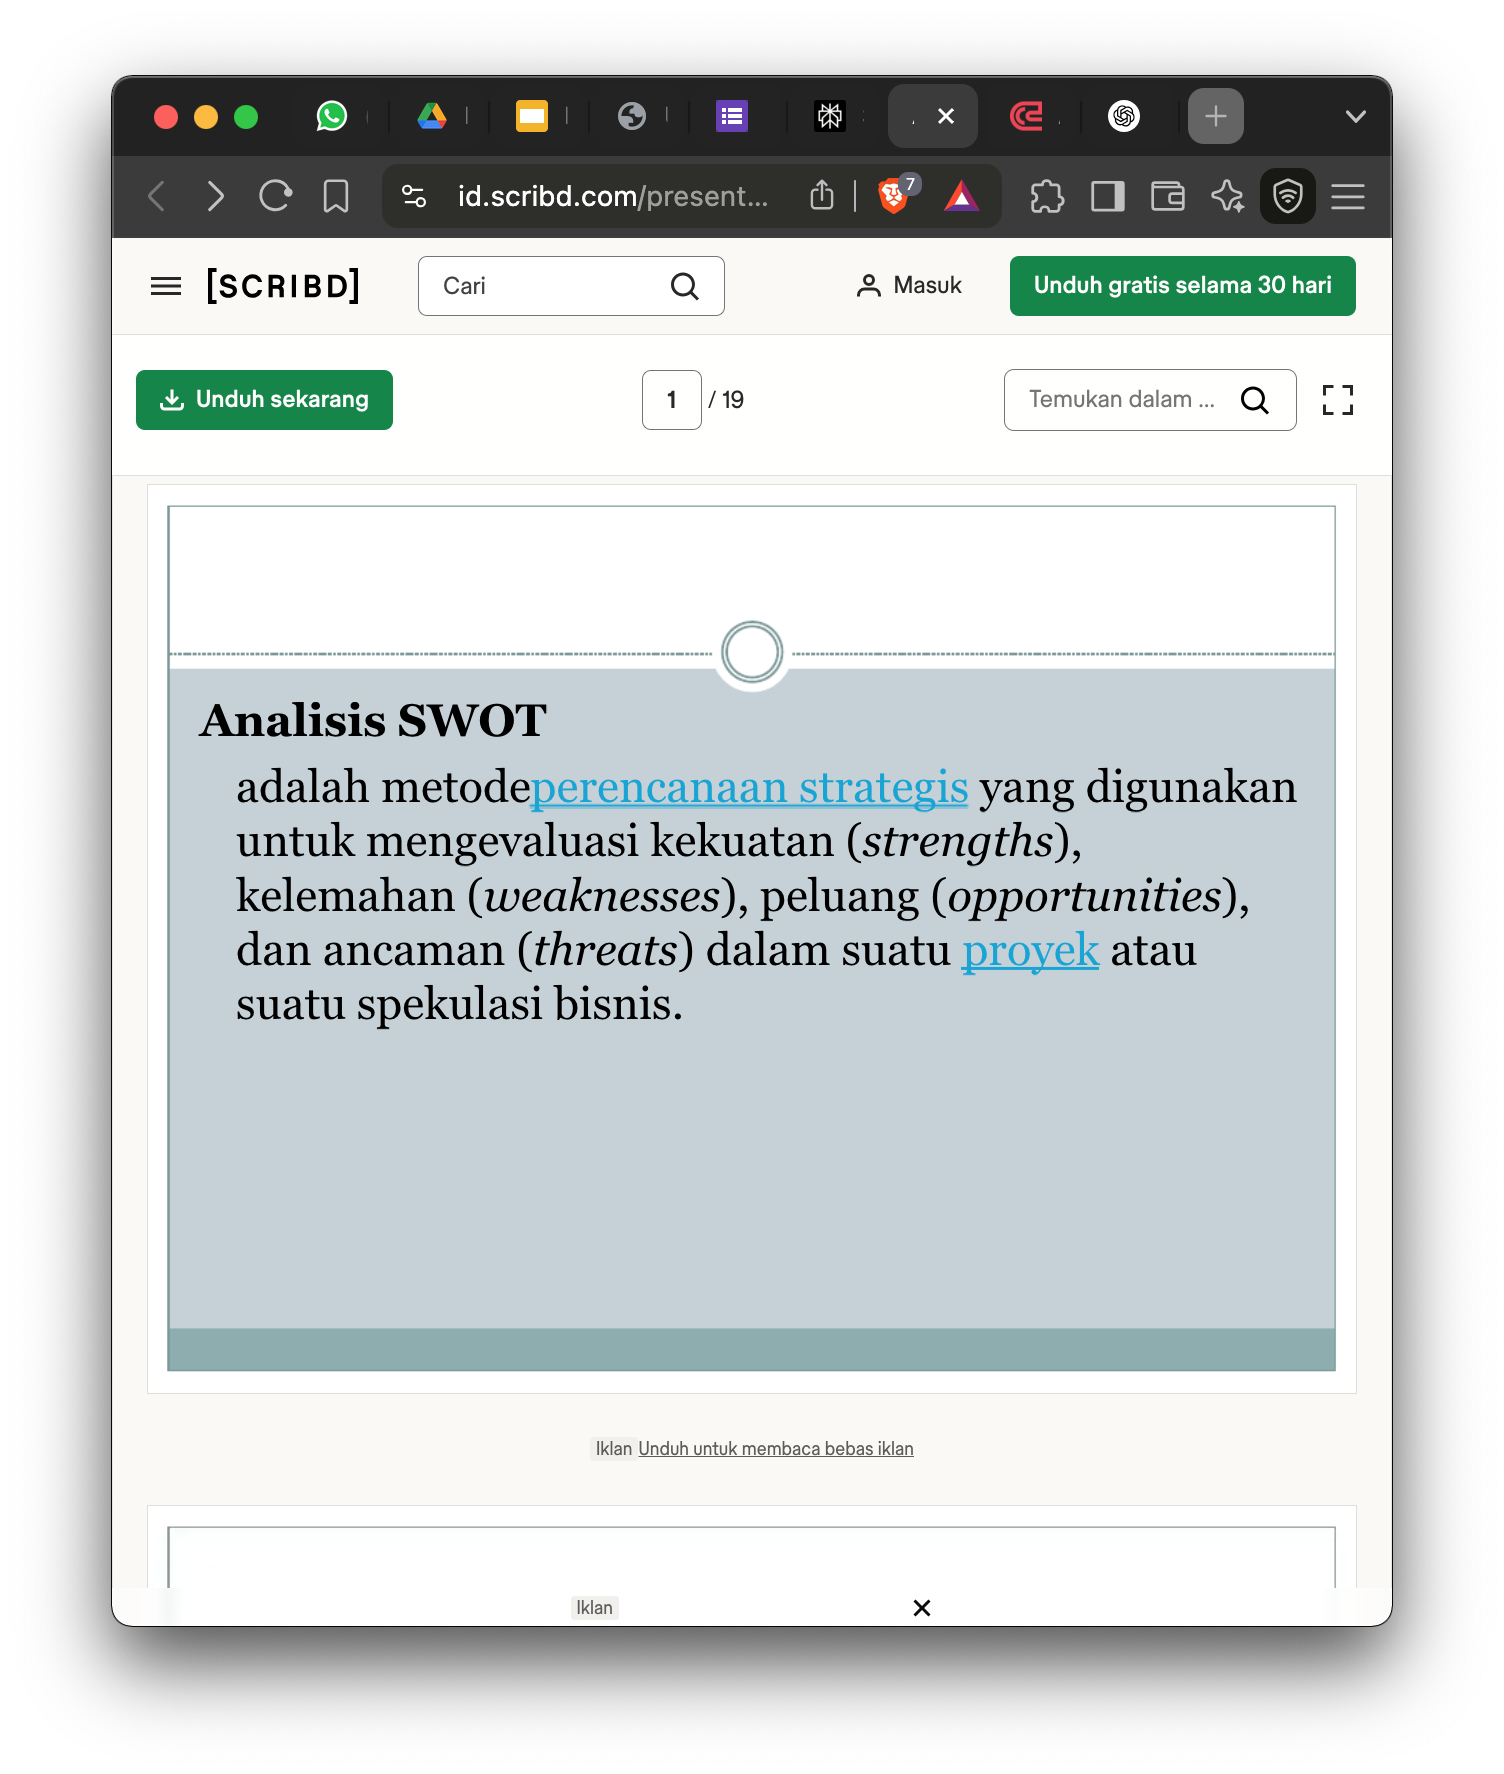 7
id.scribd.com/present...
[SCRIBD]
Cari
Masuk
Unduh gratis selama 30 hari
Unduh sekarang
1 / 19
Temukan dalam ...
Analisis SWOT
adalah metodeperencanaan strategis yang digunakan
untuk mengevaluasi kekuatan (strengths),
kelemahan (weaknesses), peluang (opportunities),
dan ancaman (threats) dalam suatu proyek atau
suatu spekulasi bisnis.
Iklan Unduh untuk membaca bebas iklan
Iklan